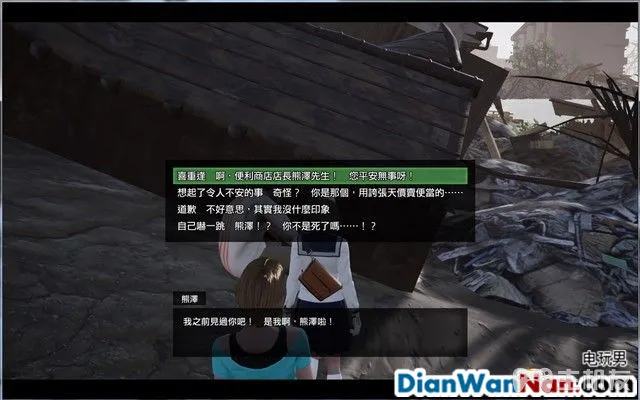 喜重逢　啊、便利商店店長熊澤先生！　您平安無事呀！
想起了令人不安的事　奇怪？　你是那個，用誇張天價賣便當的……
道歉　不好意思、其實我沒什麼印象
自己嚇一跳　熊澤！？　你不是死了嗎……！？
熊澤
我之前見過你吧！　是我啊、熊澤啦！
电玩男
DianWanNan.com